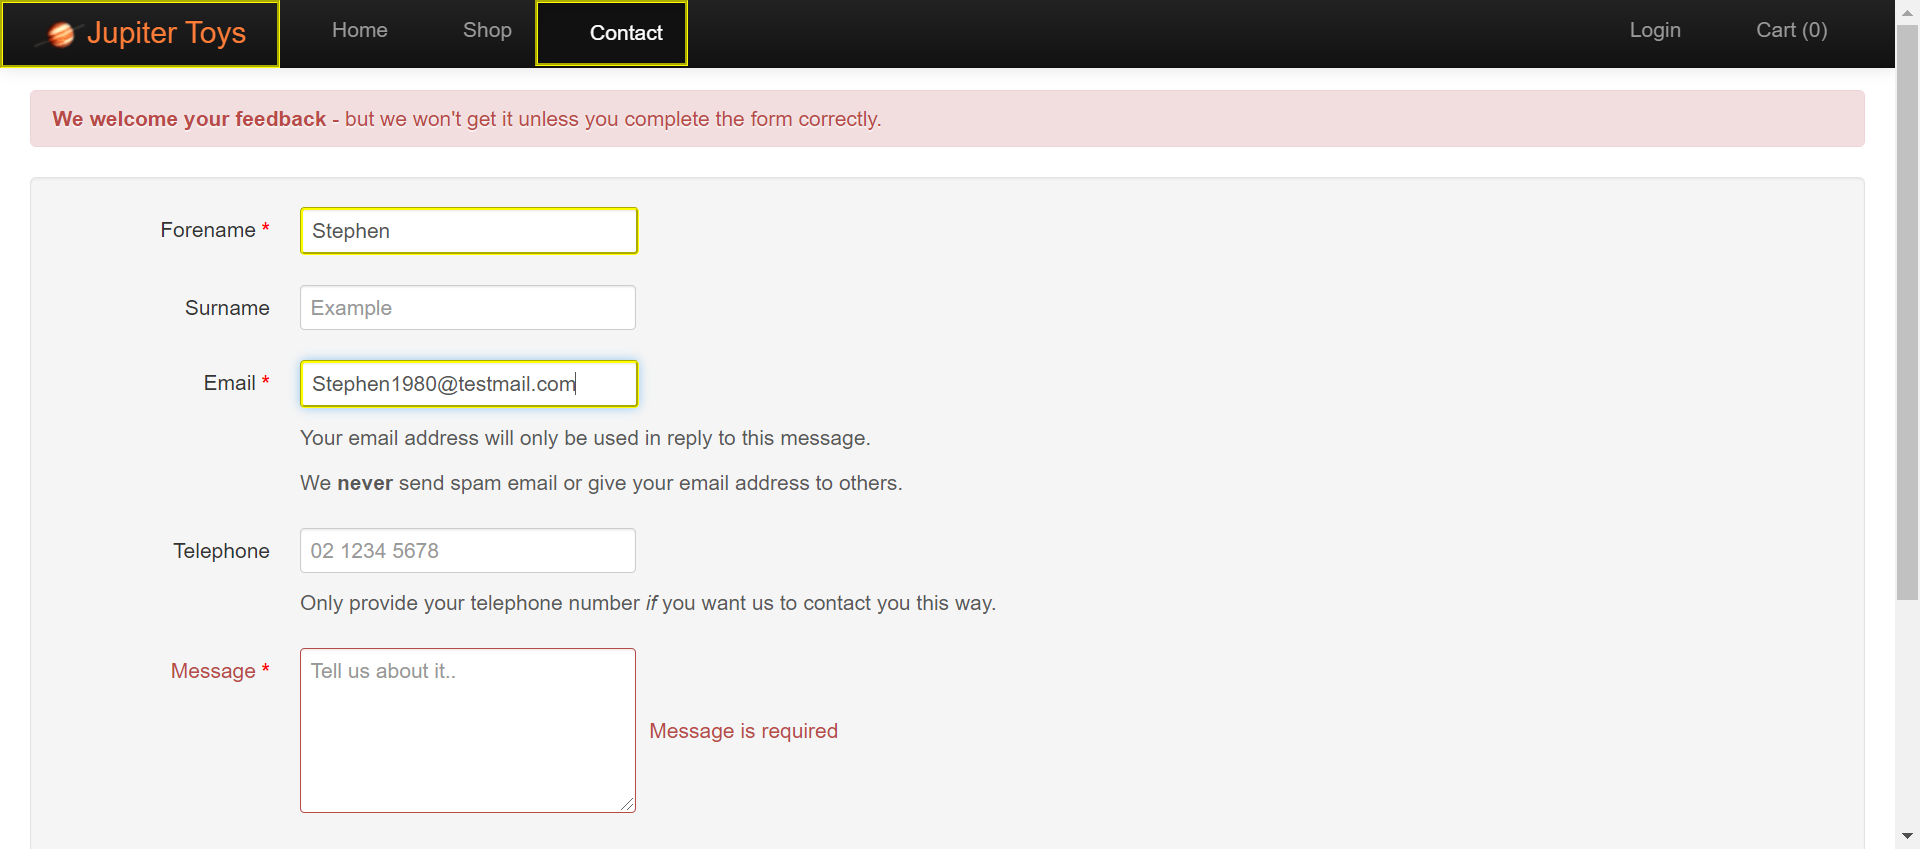 Jupiter Toys Home Shop Contact Login Cart (0)
We welcome your feedback - but we won't get it unless you complete the form correctly.
Forename * Stephen
Surname Example
Email * Stephen1980@testmail.com
Your email address will only be used in reply to this message.
We never send spam email or give your email address to others.
Telephone 02 1234 5678
Only provide your telephone number if you want us to contact you this way.
Message * Tell us about it..
Message is required